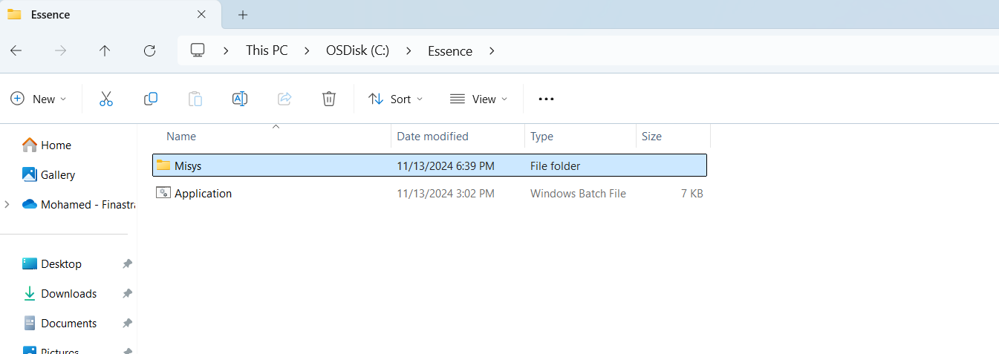 Essence
This PC > OSDisk (C:) > Essence >
New Sort View
Name Date modified Type Size
Home
Gallery
Mohamed - Finastra
Desktop
Downloads
Documents
Pictures
Misys 11/13/2024 6:39 PM File folder
Application 11/13/2024 3:02 PM Windows Batch File 7 KB